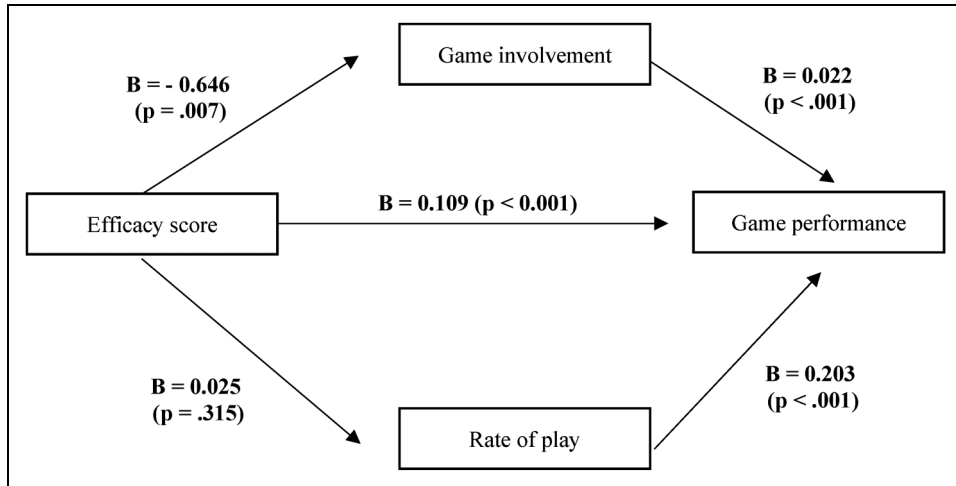 Game involvement
B = - 0.646
(p = .007)
B = 0.022
(p < .001)
B = 0.109 (p < 0.001)
Efficacy score
Game performance
B = 0.025
(p = .315)
B = 0.203
(p < .001)
Rate of play